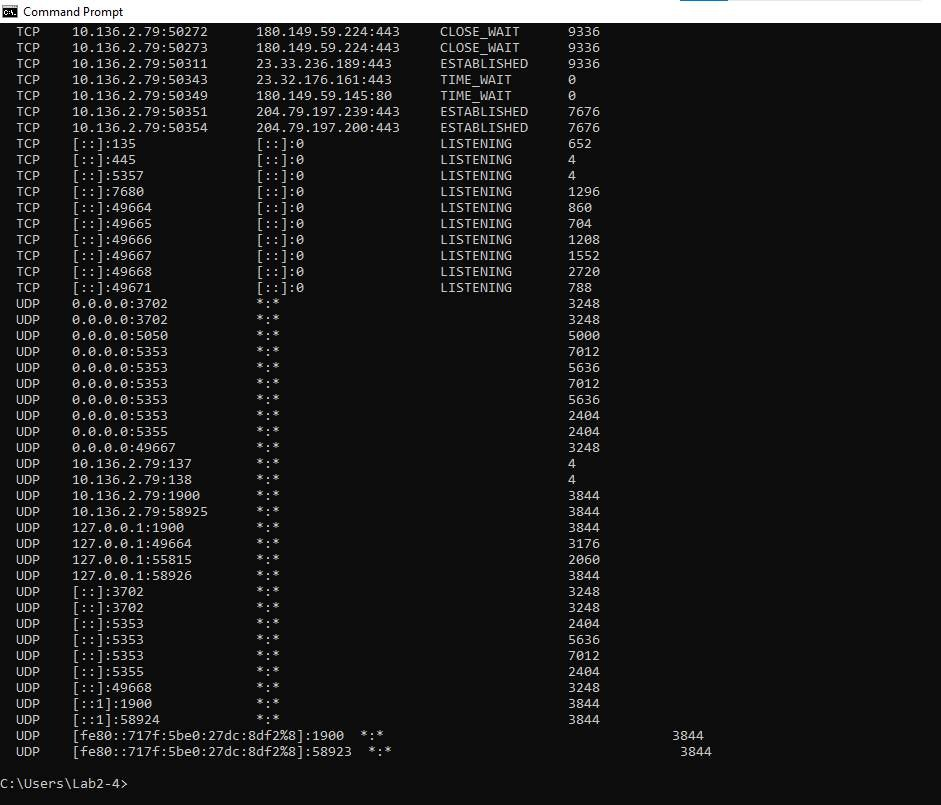 Command Prompt
TCP 10.136.2.79:50272 180.149.59.224:443 CLOSE_WAIT 9336
TCP 10.136.2.79:50273 180.149.59.224:443 CLOSE_WAIT 9336
TCP 10.136.2.79:50311 23.33.236.189:443 ESTABLISHED 9336
TCP 10.136.2.79:50343 23.32.176.161:443 TIME_WAIT 0
TCP 10.136.2.79:50349 180.149.59.145:80 TIME_WAIT 0
TCP 10.136.2.79:50351 204.79.197.239:443 ESTABLISHED 7676
TCP 10.136.2.79:50354 204.79.197.200:443 ESTABLISHED 7676
TCP [::]:135 [::]:0 LISTENING 652
TCP [::]:445 [::]:0 LISTENING 4
TCP [::]:5357 [::]:0 LISTENING 4
TCP [::]:7680 [::]:0 LISTENING 1296
TCP [::]:49664 [::]:0 LISTENING 860
TCP [::]:49665 [::]:0 LISTENING 704
TCP [::]:49666 [::]:0 LISTENING 1208
TCP [::]:49667 [::]:0 LISTENING 1552
TCP [::]:49668 [::]:0 LISTENING 2720
TCP [::]:49671 [::]:0 LISTENING 788
UDP 0.0.0.0:3702 *:* 3248
UDP 0.0.0.0:3702 *:* 3248
UDP 0.0.0.0:5050 *:* 5000
UDP 0.0.0.0:5353 *:* 7012
UDP 0.0.0.0:5353 *:* 5636
UDP 0.0.0.0:5353 *:* 7012
UDP 0.0.0.0:5353 *:* 5636
UDP 0.0.0.0:5353 *:* 2404
UDP 0.0.0.0:5355 *:* 2404
UDP 0.0.0.0:49667 *:* 3248
UDP 10.136.2.79:137 *:* 4
UDP 10.136.2.79:138 *:* 4
UDP 10.136.2.79:1900 *:* 3844
UDP 10.136.2.79:58925 *:* 3844
UDP 127.0.0.1:1900 *:* 3844
UDP 127.0.0.1:49664 *:* 3176
UDP 127.0.0.1:55815 *:* 2060
UDP 127.0.0.1:58926 *:* 3844
UDP [::]:3702 *:* 3248
UDP [::]:3702 *:* 3248
UDP [::]:5353 *:* 2404
UDP [::]:5353 *:* 5636
UDP [::]:5353 *:* 7012
UDP [::]:5355 *:* 2404
UDP [::]:49668 *:* 3248
UDP [::1]:1900 *:* 3844
UDP [::1]:58924 *:* 3844
UDP [fe80::717f:5be0:27dc:8df2%8]:1900 *:* 3844
UDP [fe80::717f:5be0:27dc:8df2%8]:58923 *:* 3844
C:\Users\Lab2-4>